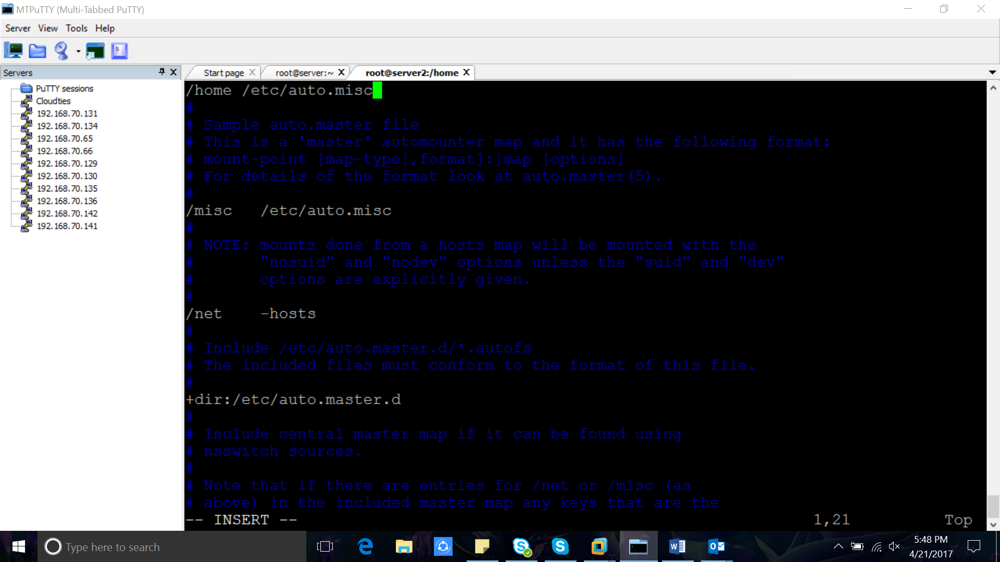 MTPuTTY (Multi-Tabbed PuTTY)
Server View Tools Help
S
Servers
PuTTY sessions
Cloudties
192.168.70.131
192.168.70.134
192.168.70.65
192.168.70.66
192.168.70.129
192.168.70.130
192.168.70.135
192.168.70.136
192.168.70.142
192.168.70.141
Start page root@server:~ root@server2:/home
/home /etc/auto.misc
#
# Sample auto.master file
# This is a 'master' automounter map and it has the following format:
# mount-point [map-type[,format]:]map [options]
# For details of the format look at auto.master(5).
#
/misc /etc/auto.misc
#
# NOTE: mounts done from a hosts map will be mounted with the
# "nosuid" and "nodev" options unless the "suid" and "dev"
# options are explicitly given.
#
/net -hosts
#
# Include /etc/auto.master.d/*.autofs
# The included files must conform to the format of this file.
#
+dir:/etc/auto.master.d
#
# Include central master map if it can be found using
# nsswitch sources.
#
# Note that if there are entries for /net or /misc (as
# above) in the included master map any keys that are the
-- INSERT -- 1,21 Top
Type here to search
5:48 PM
4/21/2017